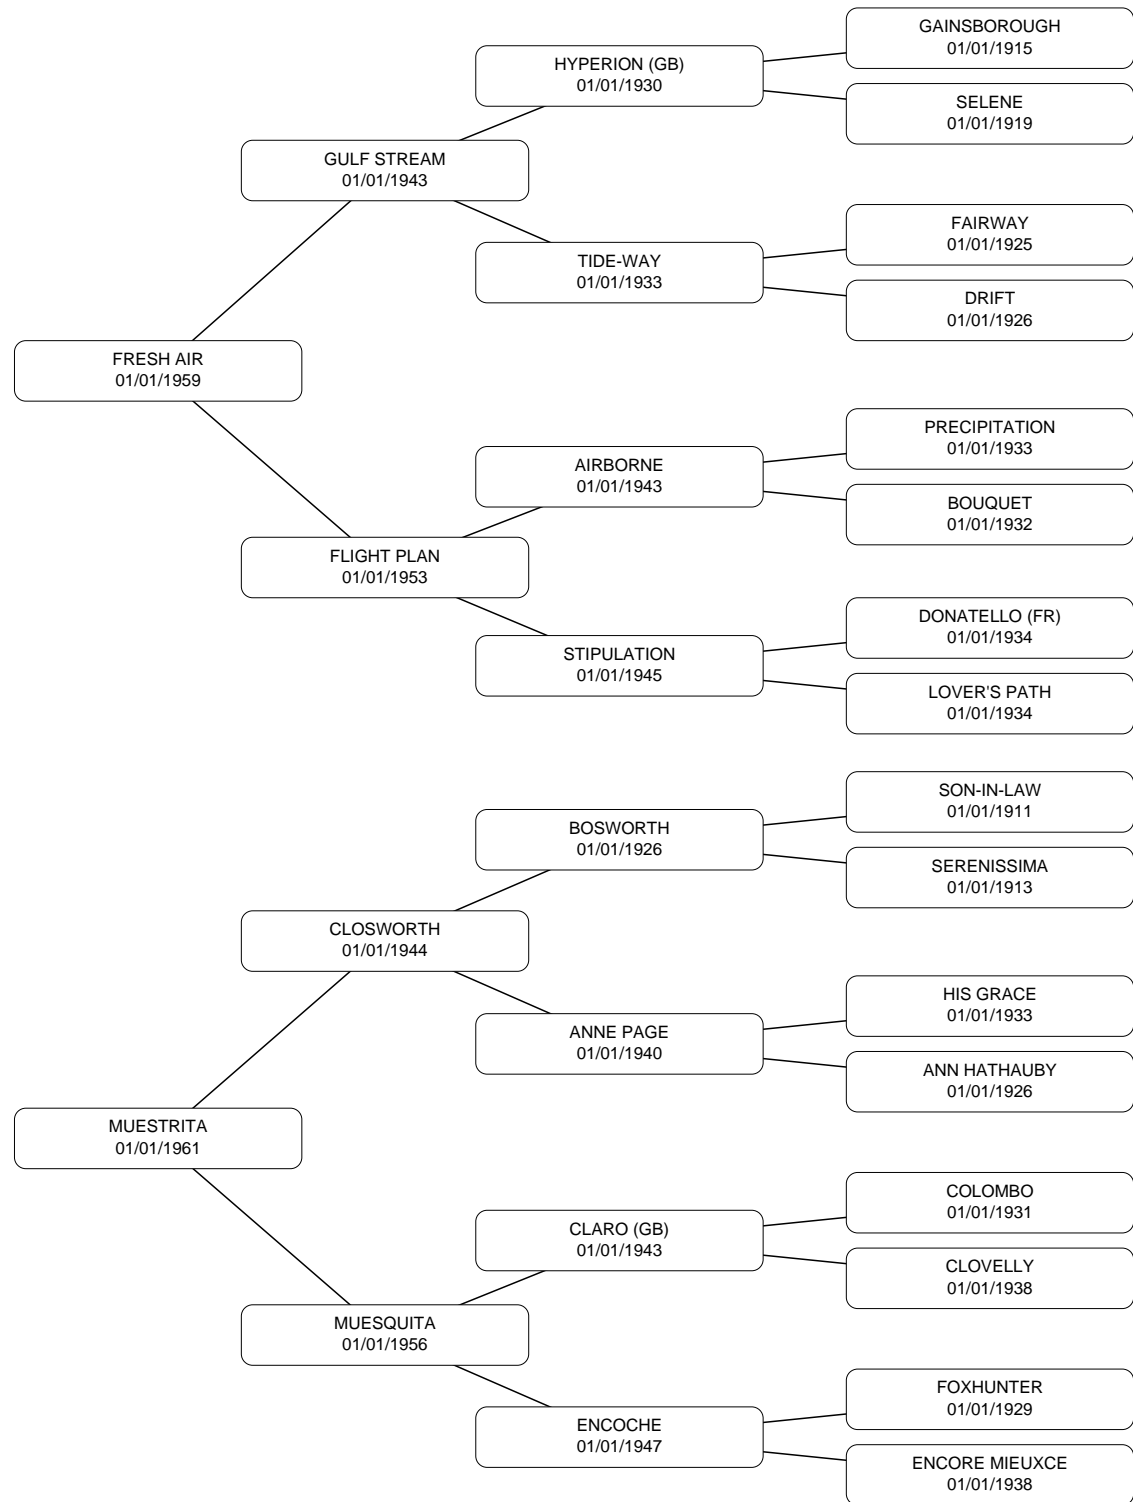 GAINSBOROUGH
01/01/1915
HYPERION (GB)
01/01/1930
SELENE
01/01/1919
GULF STREAM
01/01/1943
FAIRWAY
01/01/1925
TIDE-WAY
01/01/1933
DRIFT
01/01/1926
FRESH AIR
01/01/1959
PRECIPITATION
01/01/1933
AIRBORNE
01/01/1943
BOUQUET
01/01/1932
FLIGHT PLAN
01/01/1953
DONATELLO (FR)
01/01/1934
STIPULATION
01/01/1945
LOVER'S PATH
01/01/1934
SON-IN-LAW
01/01/1911
BOSWORTH
01/01/1926
SERENISSIMA
01/01/1913
CLOSWORTH
01/01/1944
HIS GRACE
01/01/1933
ANNE PAGE
01/01/1940
ANN HATHAUBY
01/01/1926
MUESTRITA
01/01/1961
COLOMBO
01/01/1931
CLARO (GB)
01/01/1943
CLOVELLY
01/01/1938
MUESQUITA
01/01/1956
FOXHUNTER
01/01/1929
ENCOCHE
01/01/1947
ENCORE MIEUXCE
01/01/1938